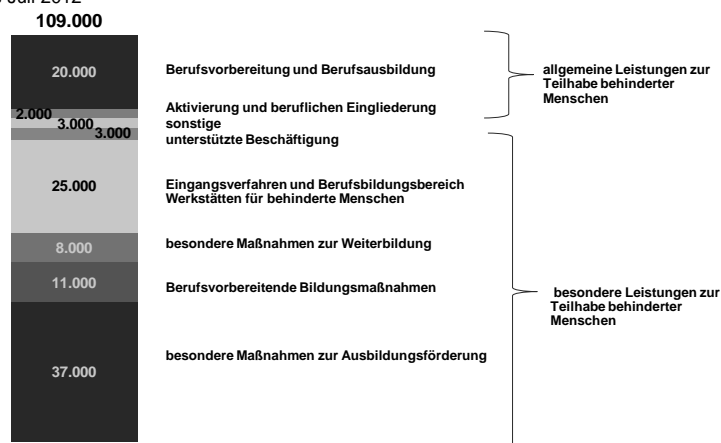 Juli 2012
109.000
20.000
Berufsvorbereitung und Berufsausbildung
allgemeine Leistungen zur
Teilhabe behinderter
Menschen
2.000
Aktivierung und beruflichen Eingliederung
3.000
sonstige
3.000
unterstützte Beschäftigung
25.000
Eingangsverfahren und Berufsbildungsbereich
Werkstätten für behinderte Menschen
8.000
besondere Maßnahmen zur Weiterbildung
11.000
Berufsvorbereitende Bildungsmaßnahmen
besondere Leistungen zur
Teilhabe behinderter
Menschen
37.000
besondere Maßnahmen zur Ausbildungsförderung